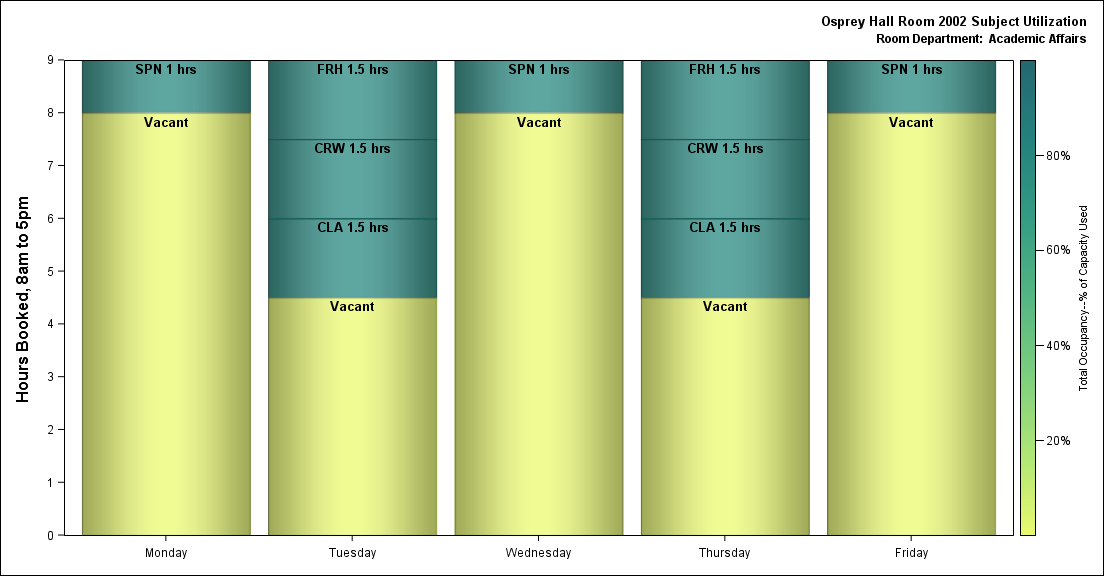 Osprey Hall Room 2002 Subject Utilization
Room Department:  Academic Affairs
Hours Booked, 8am to 5pm
9
8
7
6
5
4
3
2
1
0
SPN 1 hrs
Vacant
FRH 1.5 hrs
CRW 1.5 hrs
CLA 1.5 hrs
Vacant
SPN 1 hrs
Vacant
FRH 1.5 hrs
CRW 1.5 hrs
CLA 1.5 hrs
Vacant
SPN 1 hrs
Vacant
Monday
Tuesday
Wednesday
Thursday
Friday
80%
60%
40%
20%
Total Occupancy--% of Capacity Used